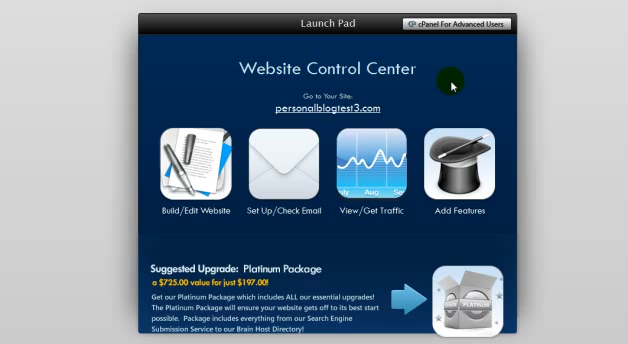 Launch Pad
cPanel For Advanced Users
Website Control Center
Go to Your Site:
personalblogtest3.com
July Aug Se
Build/Edit Website
Set Up/Check Email
View/Get Traffic
Add Features
Suggested Upgrade: Platinum Package
a $725.00 value for just $197.00!
Get our Platinum Package which includes ALL our essential upgrades!
The Platinum Package will ensure your website gets off to its best start
possible. Package includes everything from our Search Engine
Submission Service to our Brain Host Directory!
PLATINUM